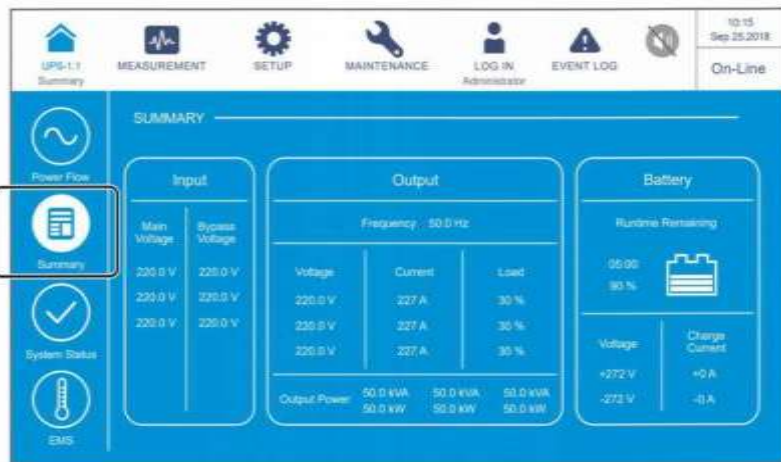 10:15
Sep 25,2018
UPS-1.1
Summary
MEASUREMENT
SETUP
MAINTENANCE
LOG IN
Administrator
EVENT LOG
On-Line
SUMMARY
Power Flow
Summary
System Status
EMS
Input
Main Voltage
Bypass Voltage
220.0 V 220.0 V
220.0 V 220.0 V
220.0 V 220.0 V
Output
Frequency 50.0 Hz
Voltage Current Load
220.0 V 227 A 30 %
220.0 V 227 A 30 %
220.0 V 227 A 30 %
Output Power 50.0 kVA 50.0 kVA 50.0 kVA
50.0 kW 50.0 kW 50.0 kW
Battery
Runtime Remaining
90 %
Voltage
Charge Current
+272 V +0 A
-272 V -0 A